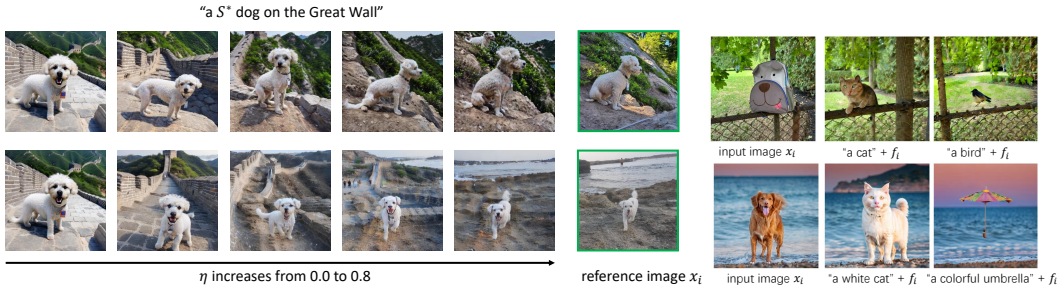 "a S* dog on the Great Wall"
η increases from 0.0 to 0.8
reference image xᵢ
input image xᵢ
"a cat" + fᵢ
"a bird" + fᵢ
input image xᵢ
"a white cat" + fᵢ
"a colorful umbrella" + fᵢ